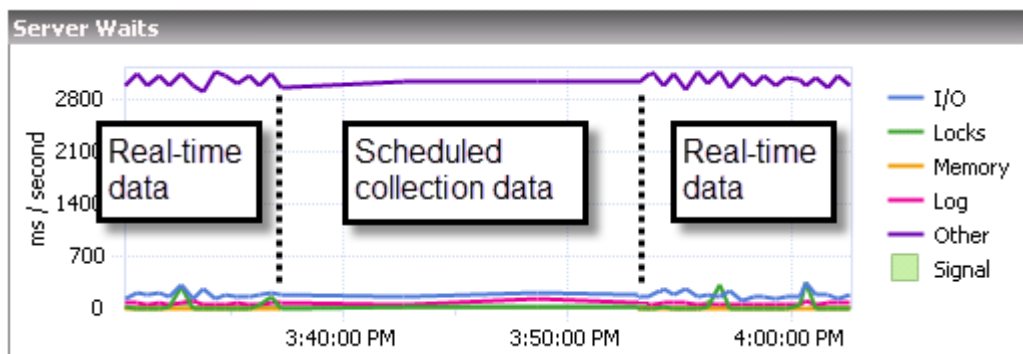 Server Waits
2800
2100
1400
700
0
ms / second
Real-time
data
Scheduled
collection data
Real-time
data
3:40:00 PM
3:50:00 PM
4:00:00 PM
I/O
Locks
Memory
Log
Other
Signal